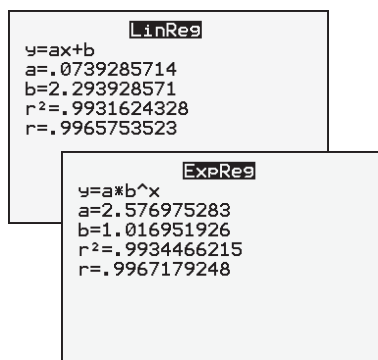 LinReg
y=ax+b
a=.0739285714
b=2.293928571
r²=.9931624328
r=.9965753523
ExpReg
y=a*b^x
a=2.576975283
b=1.016951926
r²=.9934466215
r=.9967179248